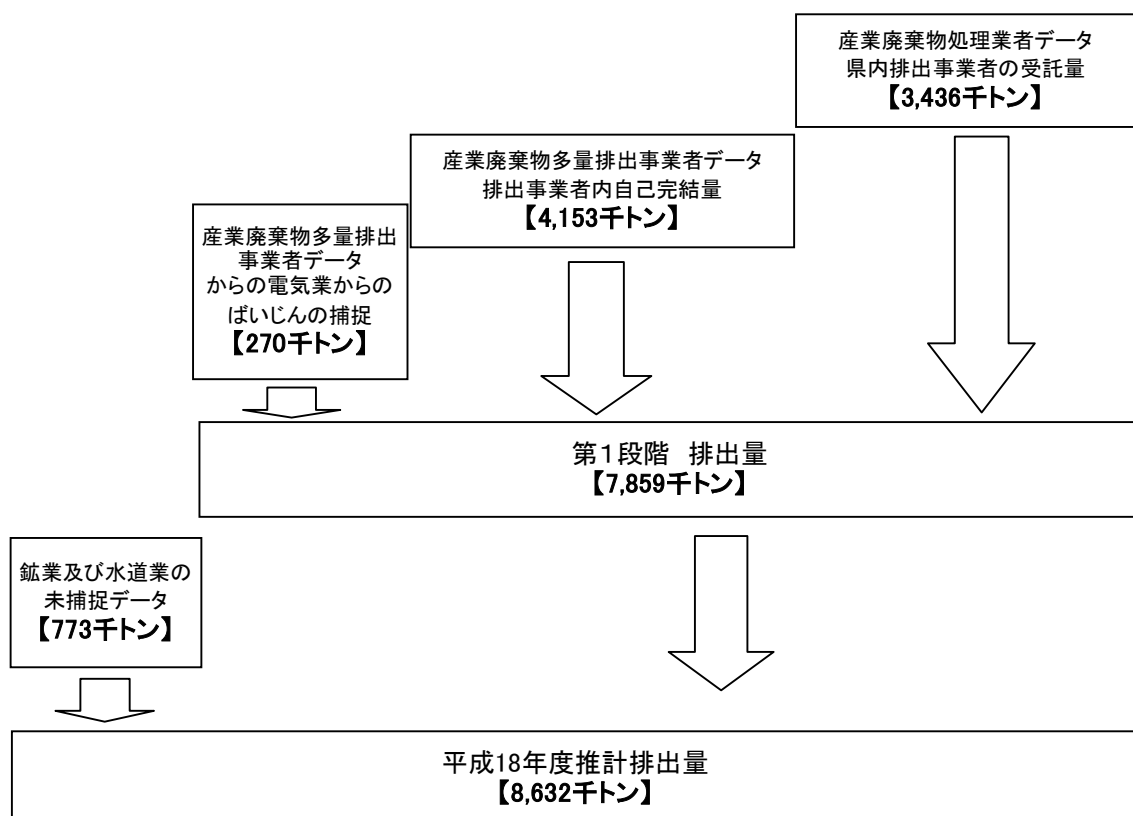 産業廃棄物処理業者データ
県内排出事業者の受託量
【3,436千トン】
産業廃棄物多量排出事業者データ
排出事業者内自己完結量
【4,153千トン】
産業廃棄物多量排出
事業者データ
からの電気業からの
ばいじんの捕捉
【270千トン】
第1段階　排出量
【7,859千トン】
鉱業及び水道業の
未捕捉データ
【773千トン】
平成18年度推計排出量
【8,632千トン】